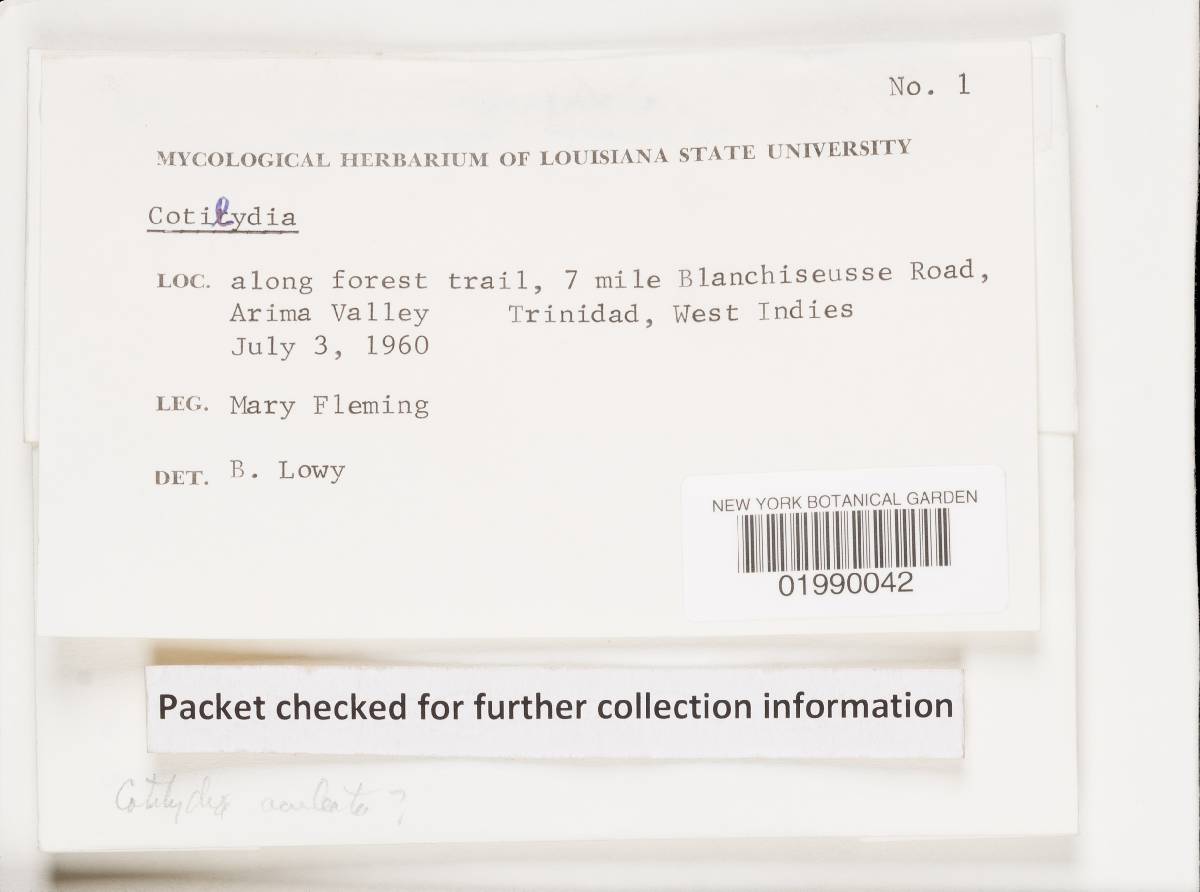 No. 1
MYCOLOGICAL HERBARIUM OF LOUISIANA STATE UNIVERSITY
Cotilydia
LOC. along forest trail, 7 mile Blanchiseusse Road,
Arima Valley Trinidad, West Indies
July 3, 1960
LEG. Mary Fleming
DET. B. Lowy
NEW YORK BOTANICAL GARDEN
01990042
Packet checked for further collection information
Cotilydia aculeata ?